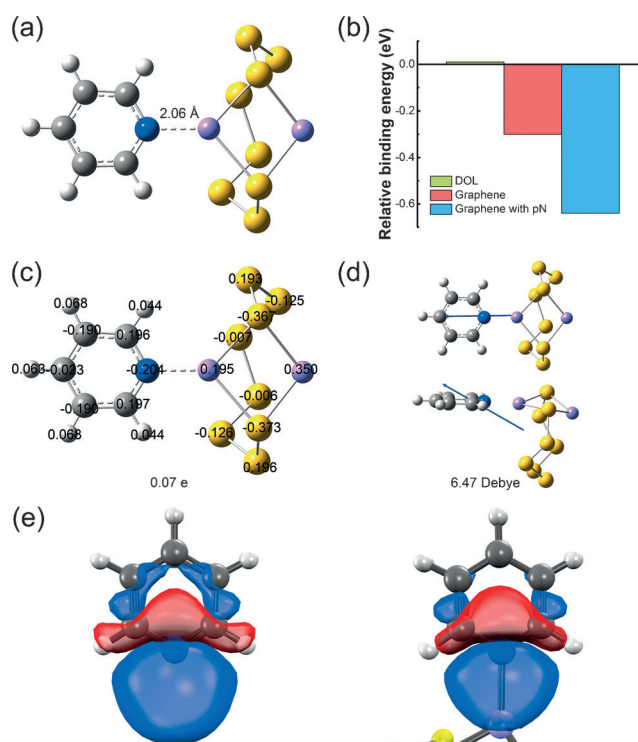 (a)
2.06 Å
(b)
Relative binding energy (eV)
0.0
-0.2
-0.4
-0.6
DOL
Graphene
Graphene with pN
(c)
0.068
0.044
-0.190
0.196
0.063
-0.023
-0.204
-0.190
0.197
0.068
0.044
0.193
-0.125
-0.367
-0.007
0.195
0.350
-0.006
-0.126
-0.373
0.196
0.07 e
(d)
6.47 Debye
(e)